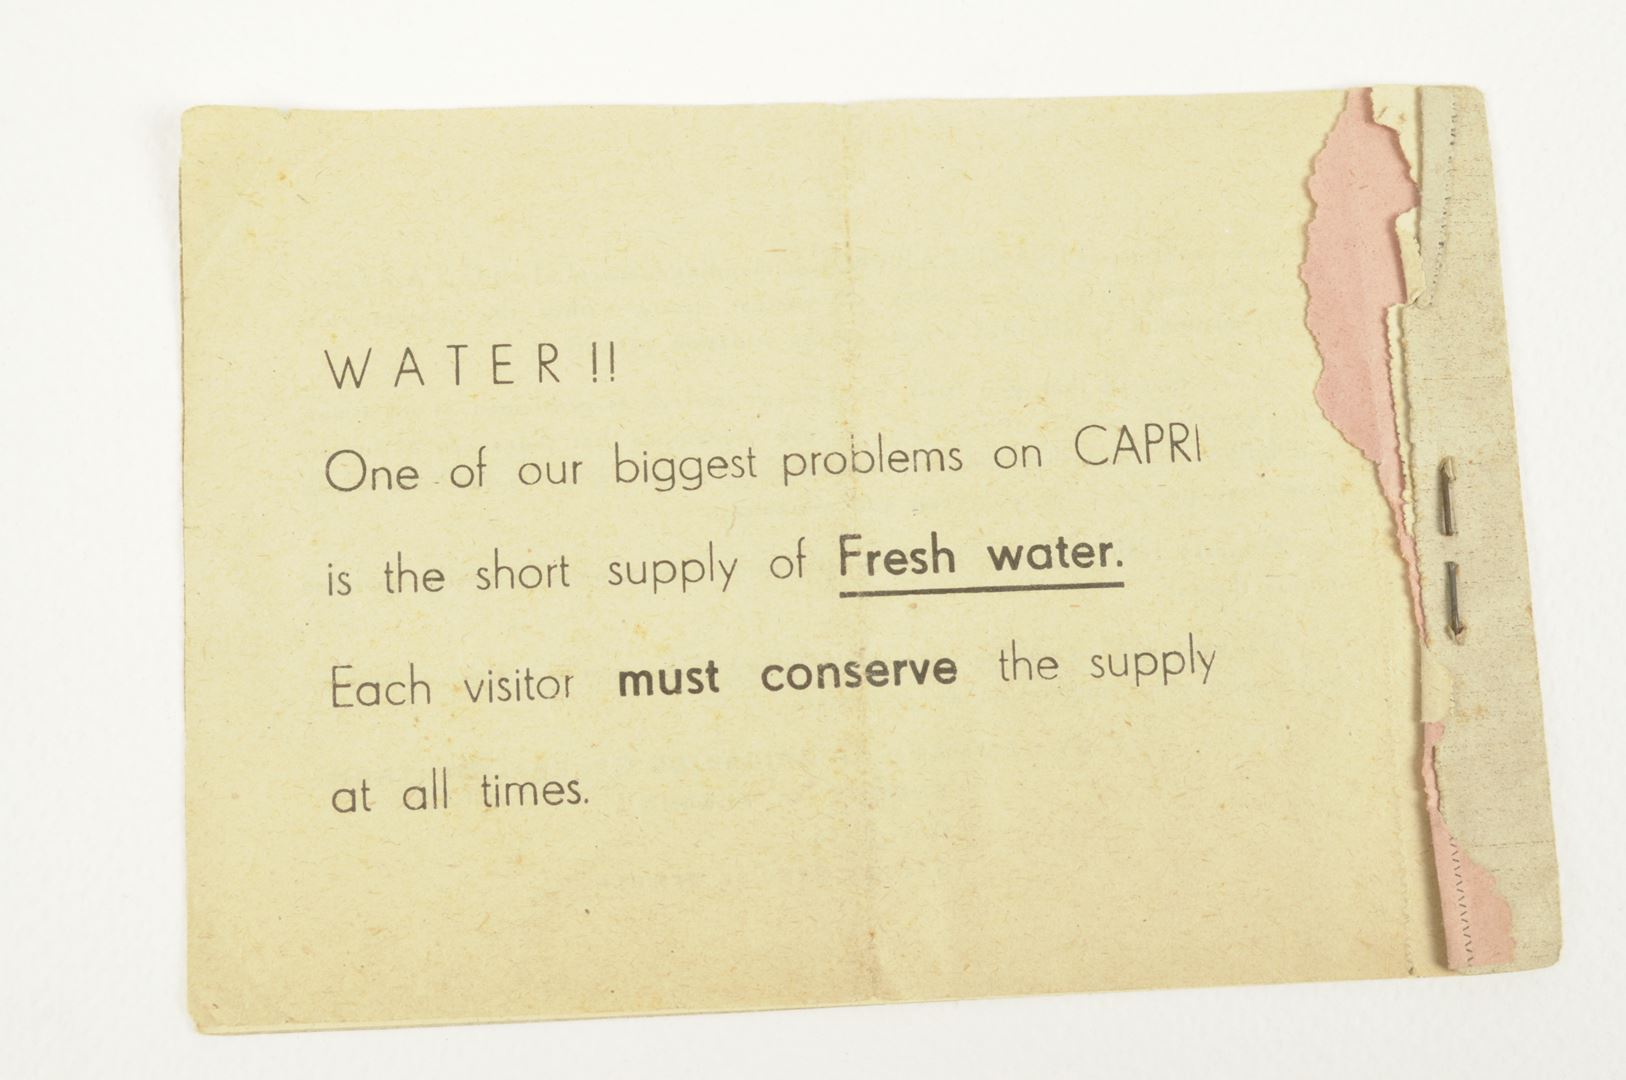 WATER!!
One of our biggest problems on CAPRI
is the short supply of Fresh water.
Each visitor must conserve the supply
at all times.